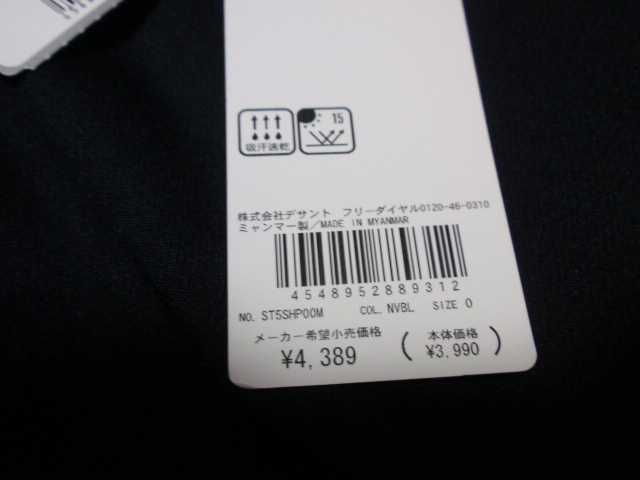 15
吸汗速乾
株式会社デサント フリーダイヤル0120-46-0310
ミャンマー製/MADE IN MYANMAR
4548952889312
NO. ST5SHP00M COL. NVBL SIZE O
メーカー希望小売価格 (本体価格
¥4,389 ¥3,990)